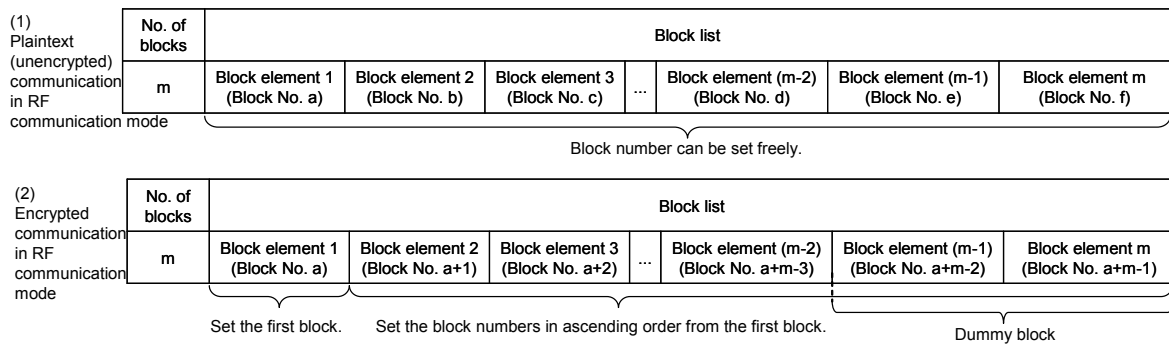 (1)
Plaintext
(unencrypted)
communication
in RF
communication mode
No. of
blocks
Block list
m
Block element 1
(Block No. a)
Block element 2
(Block No. b)
Block element 3
(Block No. c)
...
Block element (m-2)
(Block No. d)
Block element (m-1)
(Block No. e)
Block element m
(Block No. f)
Block number can be set freely.
(2)
Encrypted
communication
in RF
communication
mode
No. of
blocks
Block list
m
Block element 1
(Block No. a)
Block element 2
(Block No. a+1)
Block element 3
(Block No. a+2)
...
Block element (m-2)
(Block No. a+m-3)
Block element (m-1)
(Block No. a+m-2)
Block element m
(Block No. a+m-1)
Set the first block.
Set the block numbers in ascending order from the first block.
Dummy block